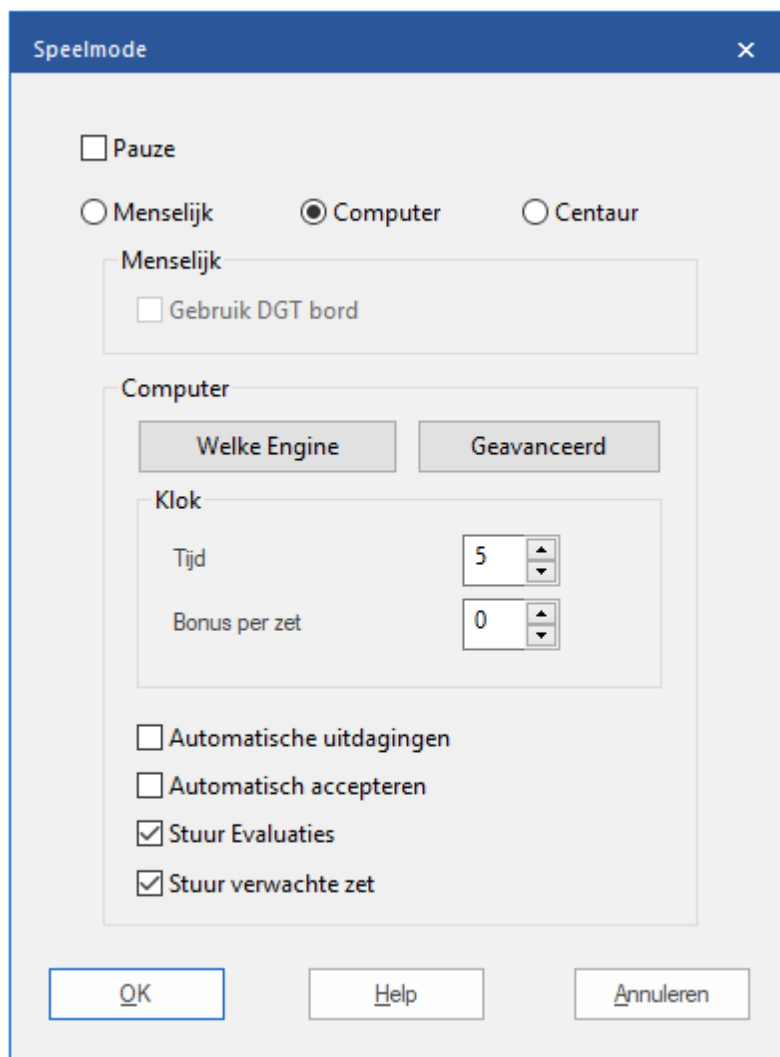 Speelmode
Pauze
Menselijk Computer Centaur
Menselijk
Gebruik DGT bord
Computer
Welke Engine Geavanceerd
Klok
Tijd 5
Bonus per zet 0
Automatische uitdagingen
Automatisch accepteren
Stuur Evaluaties
Stuur verwachte zet
OK Help Annuleren